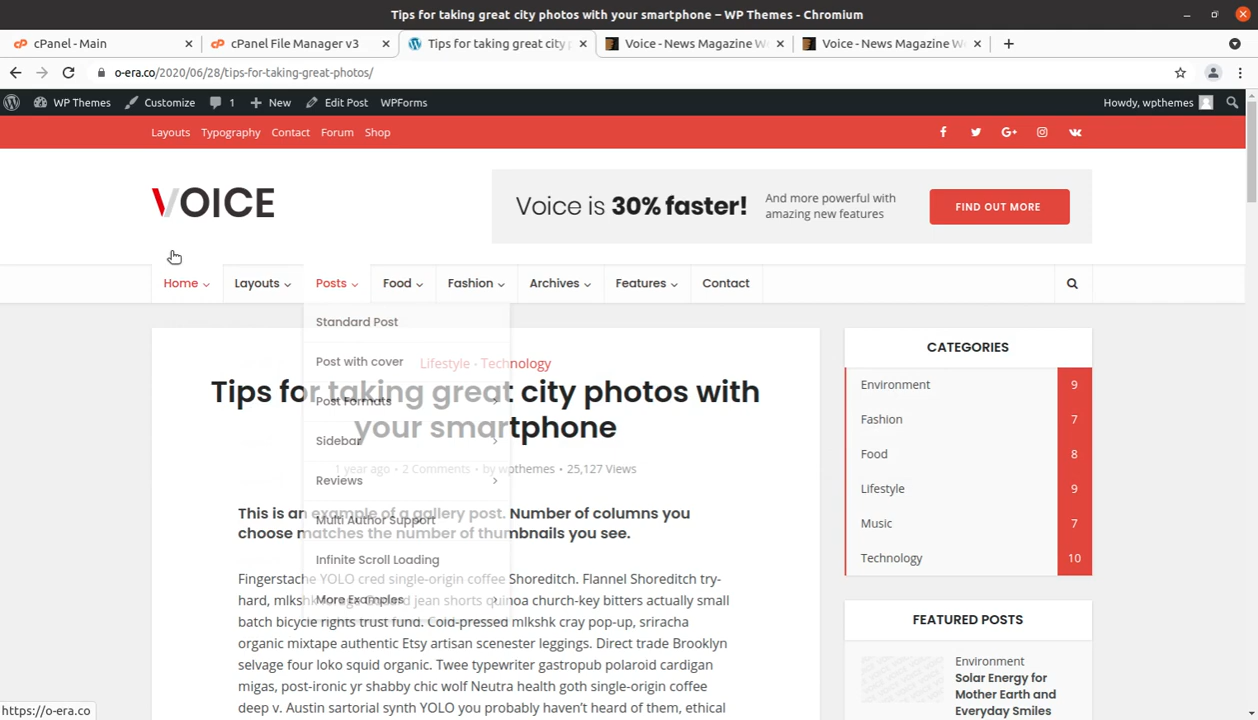 Tips for taking great city photos with your smartphone – WP Themes - Chromium
cPanel - Main
cPanel File Manager v3
Tips for taking great city p
Voice - News Magazine W
Voice - News Magazine W
o-era.co/2020/06/28/tips-for-taking-great-photos/
WP Themes Customize 1 New Edit Post WPForms Howdy, wpthemes
Layouts Typography Contact Forum Shop
VOICE
Voice is 30% faster!
And more powerful with
amazing new features
FIND OUT MORE
Home Layouts Posts Food Fashion Archives Features Contact
Standard Post
Post with cover
Post Formats
Sidebar
Reviews
Multi Author Support
Infinite Scroll Loading
More Examples
Lifestyle · Technology
Tips for taking great city photos with
your smartphone
1 year ago • 2 Comments • by wpthemes • 25,127 Views
This is an example of a gallery post. Number of columns you
choose matches the number of thumbnails you see.
Fingerstache YOLO cred single-origin coffee Shoreditch. Flannel Shoreditch try-
hard, mlkshk jean shorts quinoa church-key bitters actually small
batch bicycle rights trust fund. Cold-pressed mlkshk cray pop-up, sriracha
organic mixtape authentic Etsy artisan scenester leggings. Direct trade Brooklyn
selvage four loko squid organic. Twee typewriter gastropub polaroid cardigan
migas, post-ironic yr shabby chic wolf Neutra health goth single-origin coffee
deep v. Austin sartorial synth YOLO you probably haven't heard of them, ethical
CATEGORIES
Environment 9
Fashion 7
Food 8
Lifestyle 9
Music 7
Technology 10
FEATURED POSTS
VOICE
Environment
Solar Energy for
Mother Earth and
Everyday Smiles
https://o-era.co